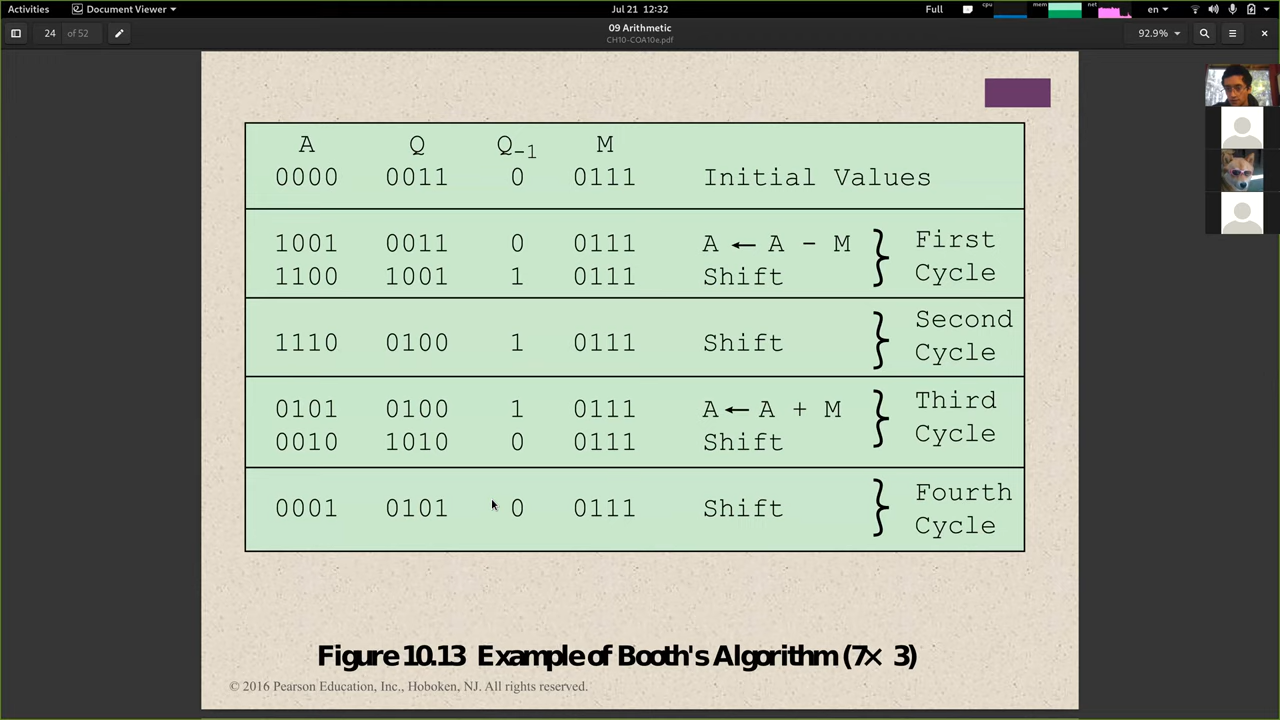 Activities Document Viewer Jul 21 12:32 Full cpu mem net en
24 of 52 09 Arithmetic 92.9%
CH10-COA10e.pdf
A Q Q-1 M
0000 0011 0 0111 Initial Values
1001 0011 0 0111 A ← A - M } First
1100 1001 1 0111 Shift Cycle
1110 0100 1 0111 Shift } Second
Cycle
0101 0100 1 0111 A ← A + M } Third
0010 1010 0 0111 Shift Cycle
0001 0101 0 0111 Shift } Fourth
Cycle
Figure 10.13 Example of Booth's Algorithm (7× 3)
© 2016 Pearson Education, Inc., Hoboken, NJ. All rights reserved.